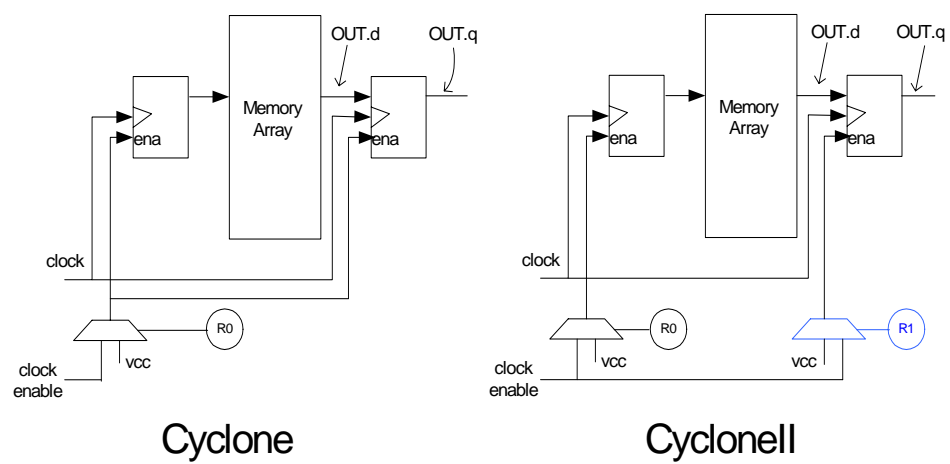 OUT.d
OUT.q
Memory
Array
ena
ena
clock
R0
vcc
clock
enable
Cyclone
OUT.d
OUT.q
Memory
Array
ena
ena
clock
R0
R1
vcc
vcc
clock
enable
CycloneII